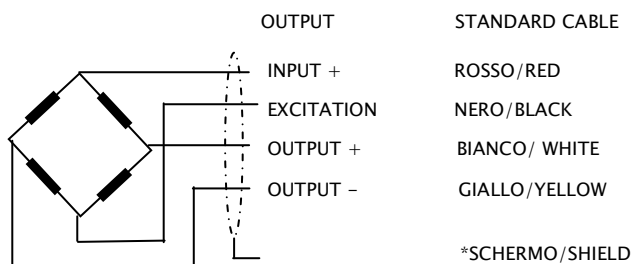 OUTPUT STANDARD CABLE
INPUT + ROSSO/RED
EXCITATION NERO/BLACK
OUTPUT + BIANCO/ WHITE
OUTPUT – GIALLO/YELLOW
*SCHERMO/SHIELD